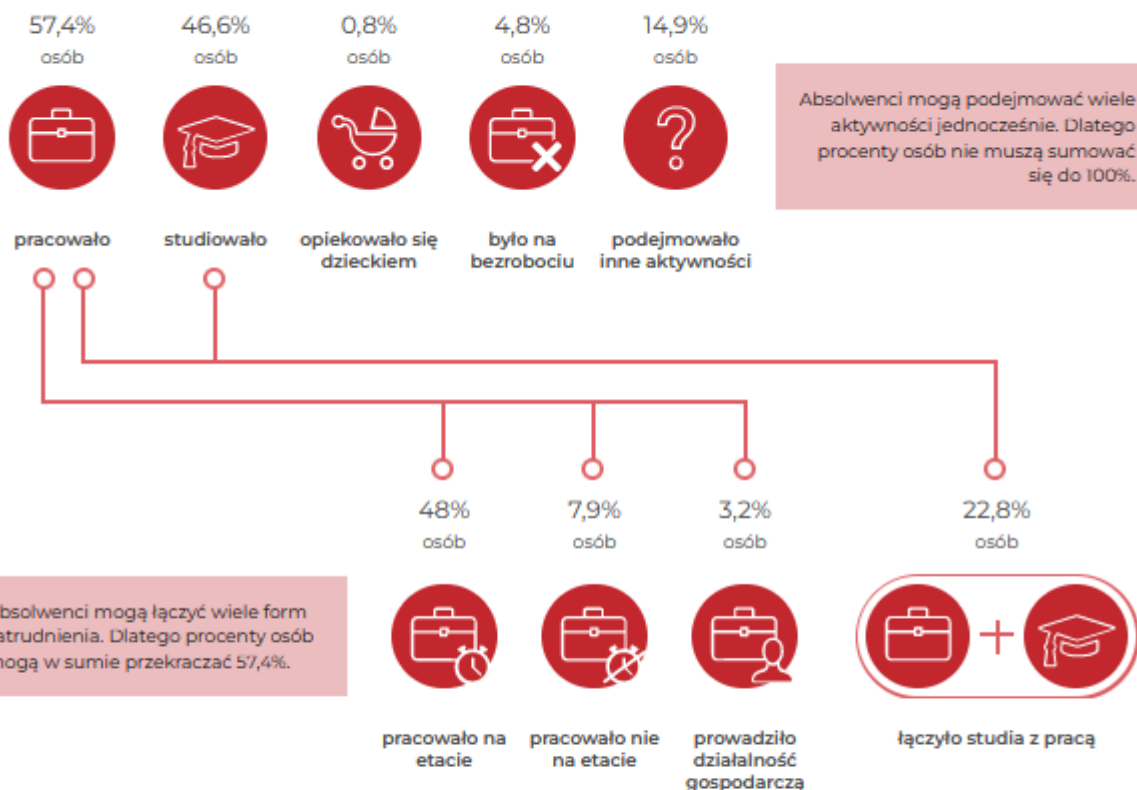 57,4%
osób
46,6%
osób
0,8%
osób
4,8%
osób
14,9%
osób
Absolwenci mogą podejmować wiele
aktywności jednocześnie. Dlatego
procenty osób nie muszą sumować
się do 100%.
pracowało
studiowało
opiekowało się
dzieckiem
było na
bezrobociu
podejmowało
inne aktywności
48%
osób
7,9%
osób
3,2%
osób
22,8%
osób
bsolwenci mogą łączyć wiele form
atrudnienia. Dlatego procenty osób
mogą w sumie przekraczać 57,4%.
pracowało na
etacie
pracowało nie
na etacie
prowadziło
działalność
gospodarczą
łączyło studia z pracą